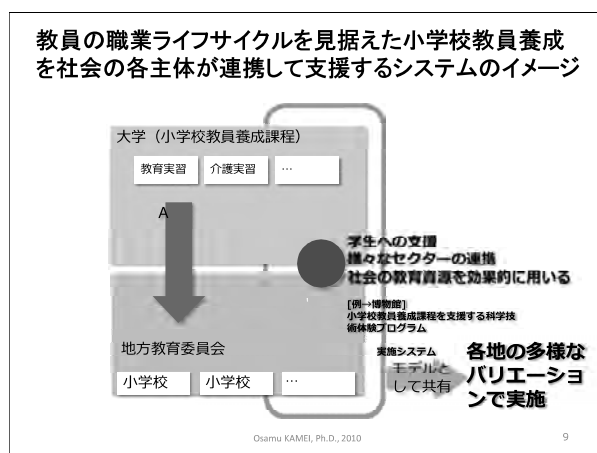 教員の職業ライフサイクルを見据えた小学校教員養成
を社会の各主体が連携して支援するシステムのイメージ
大学（小学校教員養成課程）
教育実習
介護実習
…
A
学生への支援
様々なセクターの連携
社会の教育資源を効果的に用いる
[例→博物館]
小学校教員養成課程を支援する科学技
術体験プログラム
地方教育委員会
小学校
小学校
…
実施システム
モデルと
して共有
各地の多様な
バリエーショ
ンで実施
Osamu KAMEI, Ph.D., 2010
9